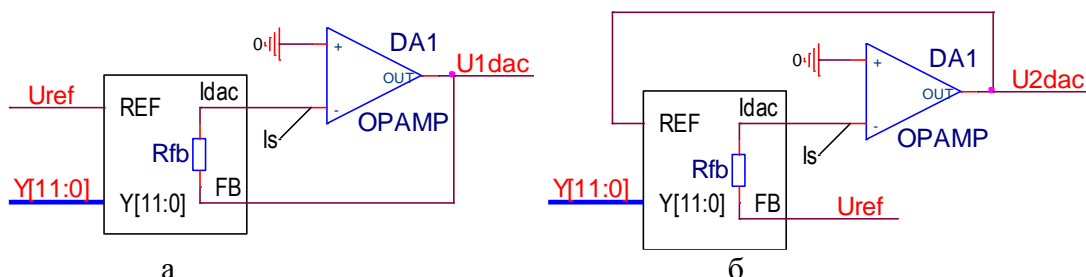 0
+
DA1
OUT
U1dac
Uref
REF
Idac
-
Is
OPAMP
Rfb
Y[11:0]
Y[11:0]
FB
а
0
+
DA1
OUT
U2dac
REF
Idac
-
Is
OPAMP
Rfb
Y[11:0]
Y[11:0]
FB
Uref
б